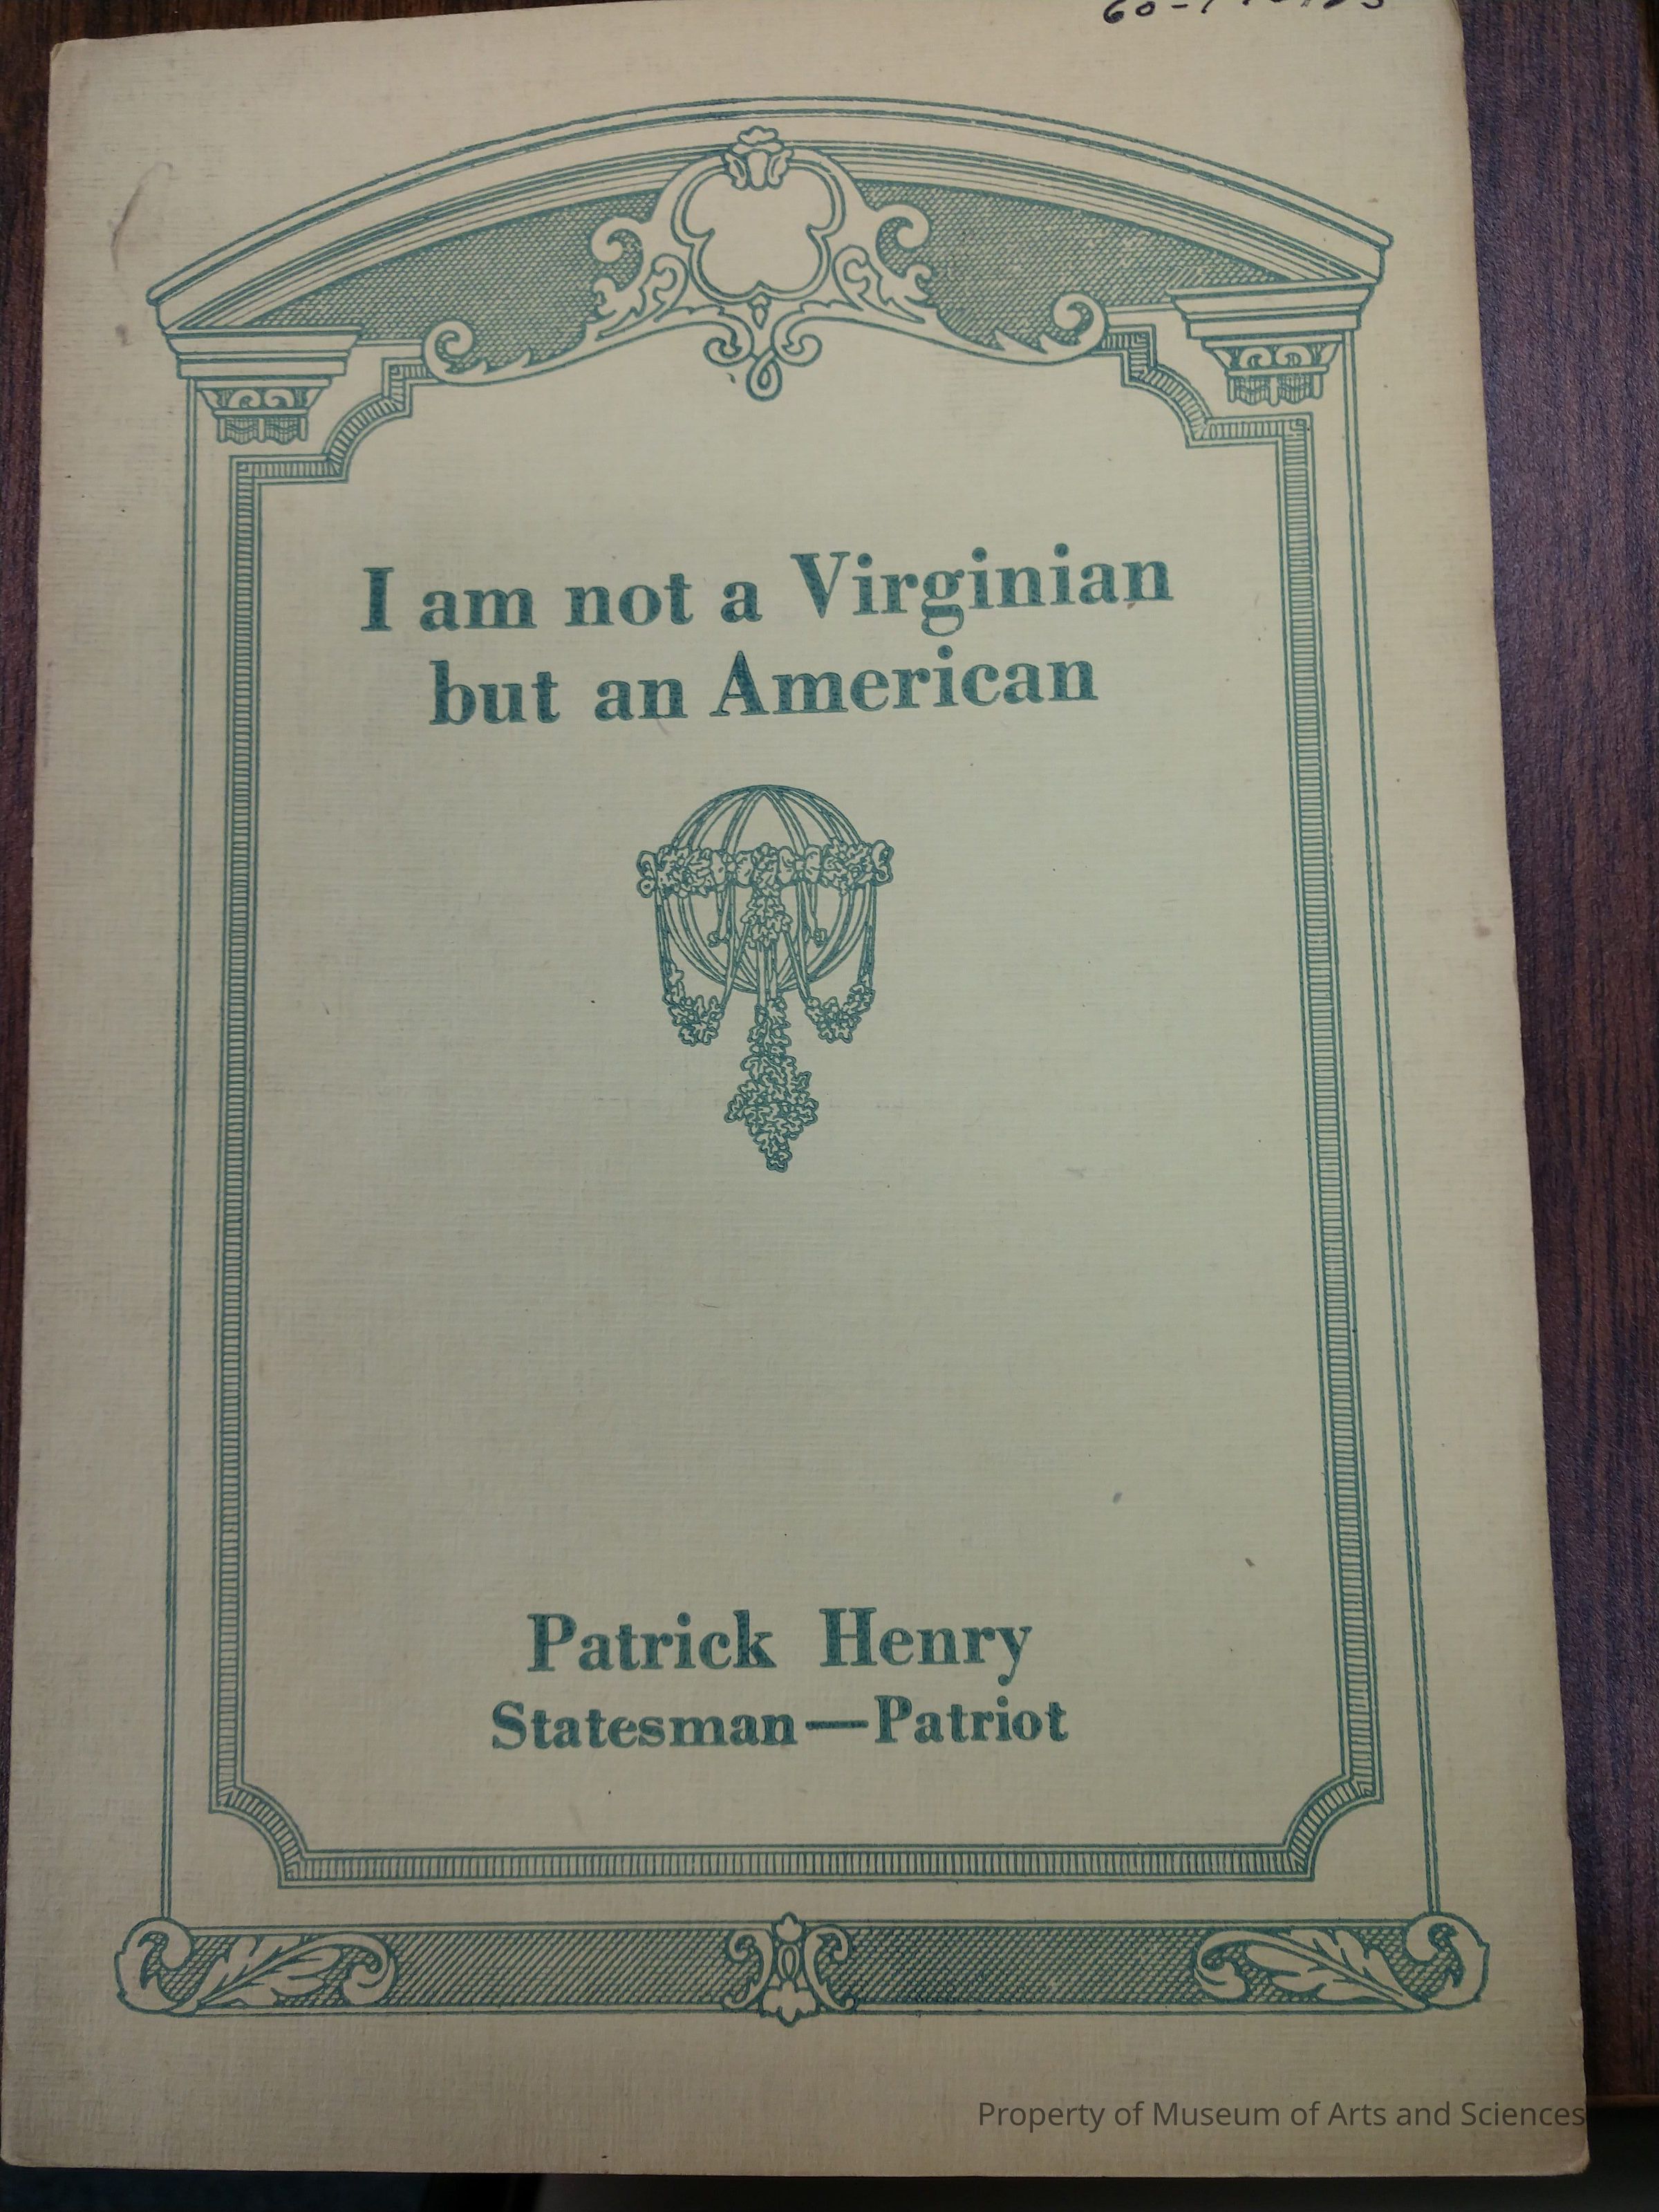 I am not a Virginian
but an American
Patrick Henry
Statesman—Patriot
Property of Museum of Arts and Sciences